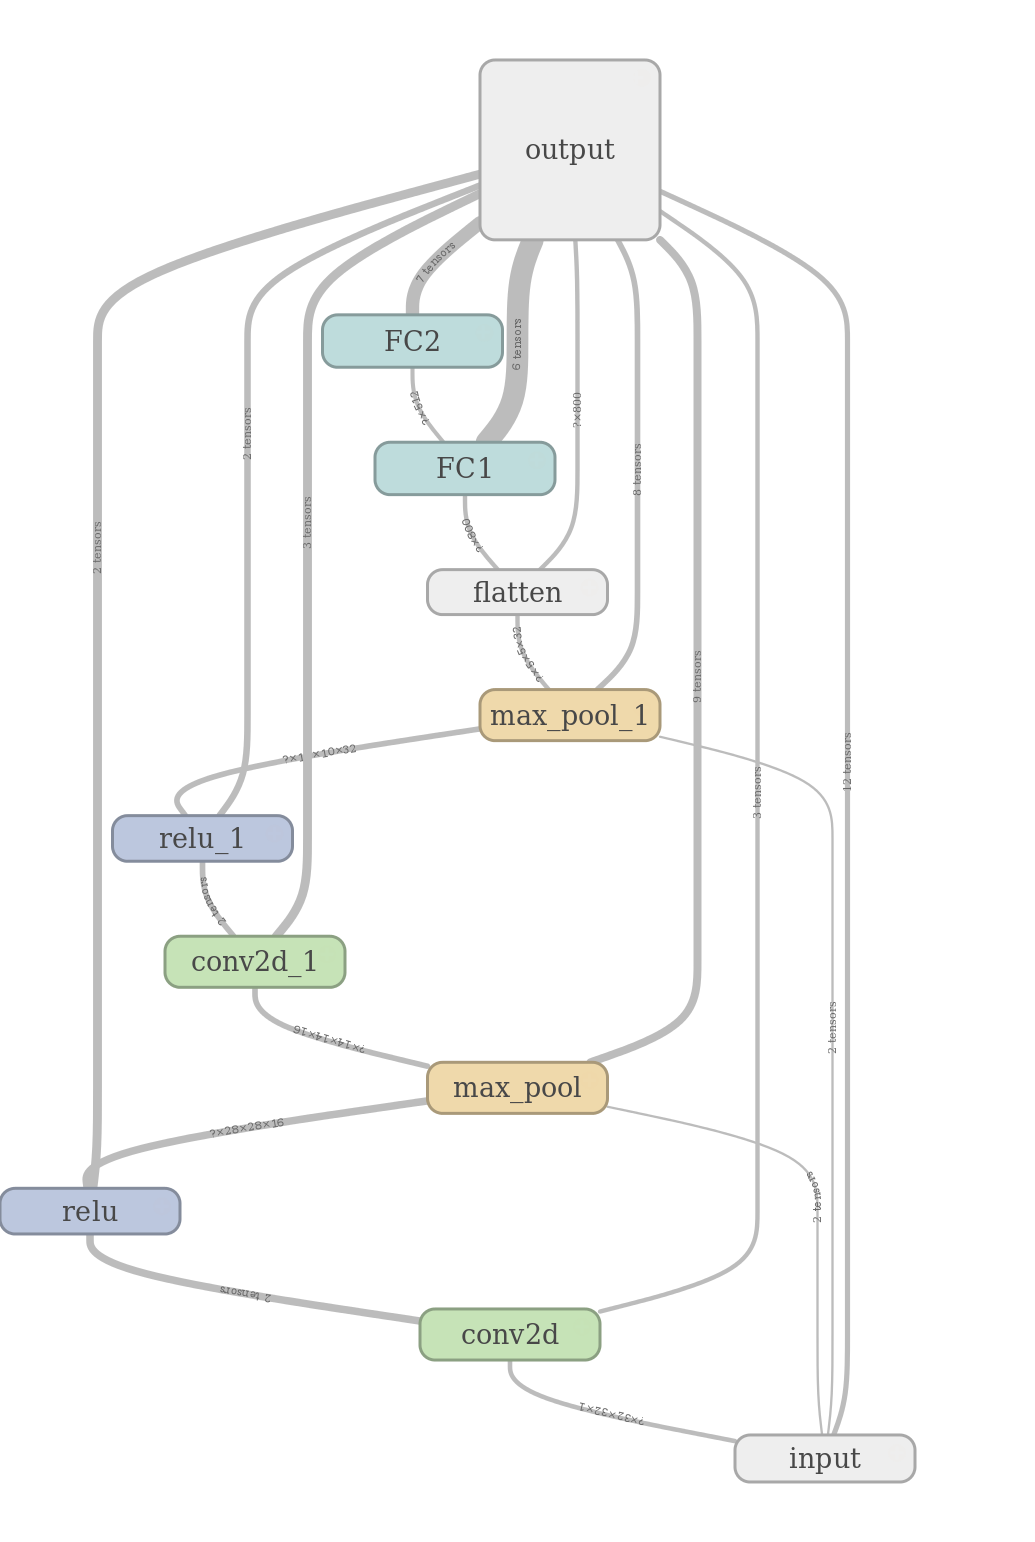 output
7 tensors
FC2
6 tensors
?×512
?×800
2 tensors
FC1
8 tensors
3 tensors
?×800
2 tensors
flatten
?×5×5×32
9 tensors
max_pool_1
?×1 ×10×32
12 tensors
3 tensors
relu_1
2 tensors
conv2d_1
2 tensors
?×14×14×16
max_pool
?×28×28×16
2 tensors
relu
2 tensors
conv2d
?×32×32×1
input